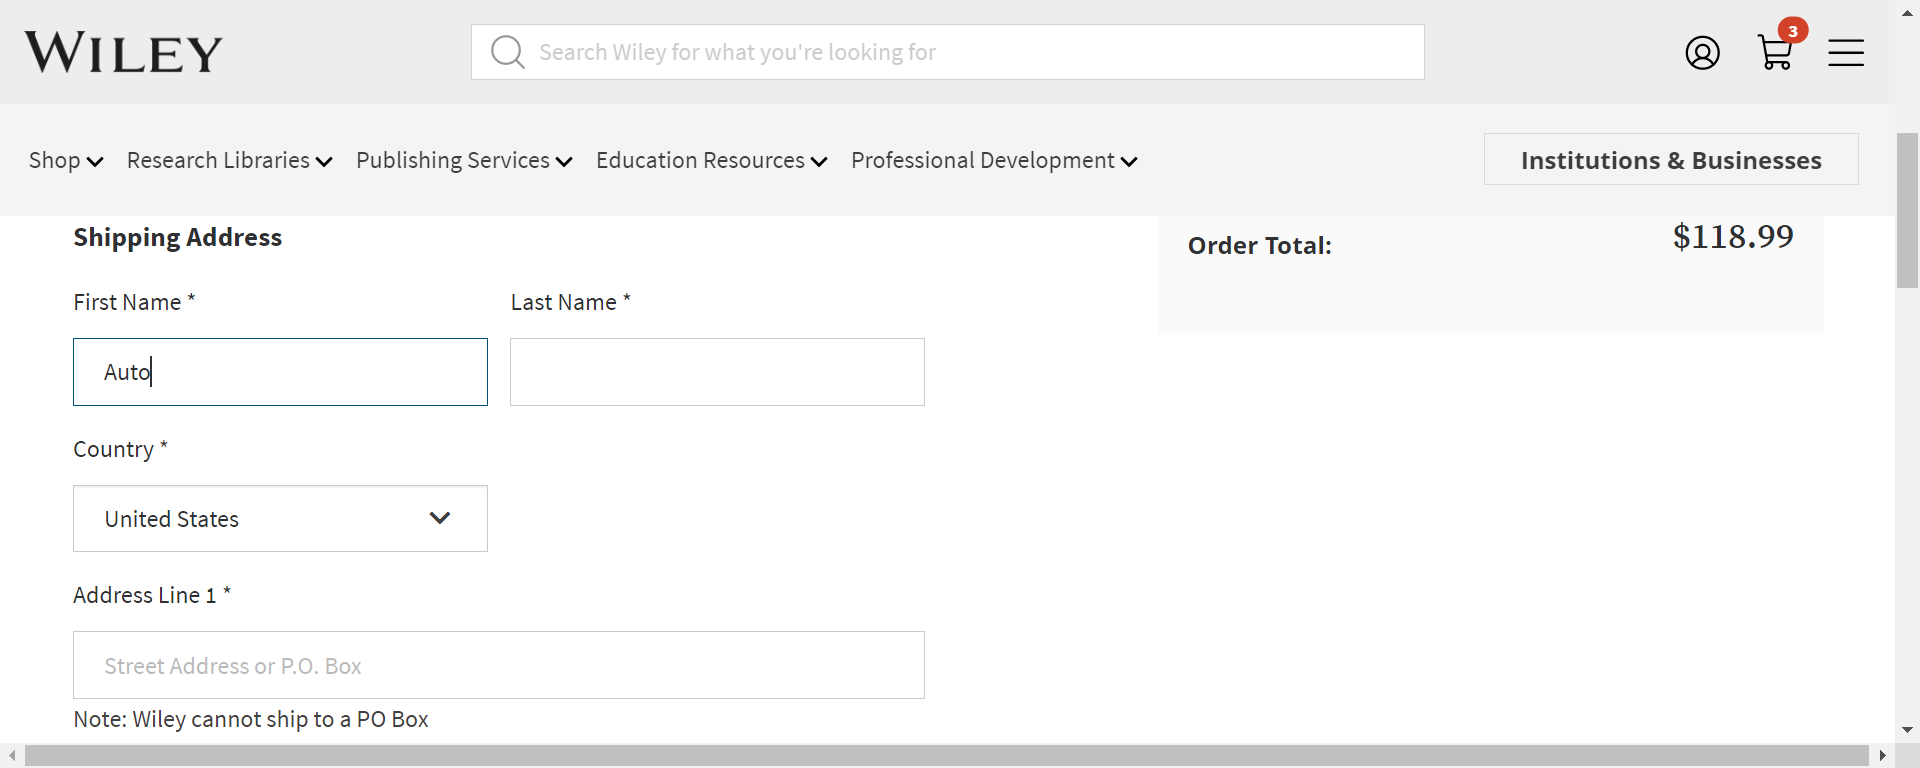 WILEY
Search Wiley for what you're looking for
3
Shop Research Libraries Publishing Services Education Resources Professional Development
Institutions & Businesses
Shipping Address
Order Total: $118.99
First Name * Last Name *
Auto
Country *
United States
Address Line 1 *
Street Address or P.O. Box
Note: Wiley cannot ship to a PO Box